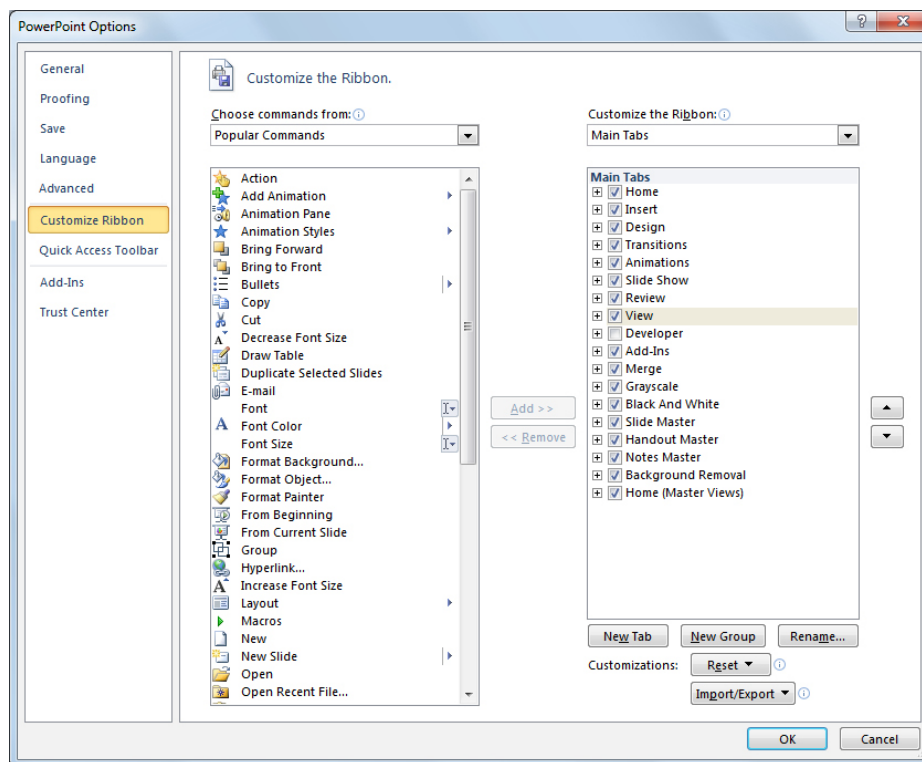 PowerPoint Options
General
Proofing
Save
Language
Advanced
Customize Ribbon
Quick Access Toolbar
Add-Ins
Trust Center
Customize the Ribbon.
Choose commands from:
Popular Commands
Action
Add Animation
Animation Pane
Animation Styles
Bring Forward
Bring to Front
Bullets
Copy
Cut
Decrease Font Size
Draw Table
Duplicate Selected Slides
E-mail
Font
Font Color
Font Size
Format Background...
Format Object...
Format Painter
From Beginning
From Current Slide
Group
Hyperlink...
Increase Font Size
Layout
Macros
New
New Slide
Open
Open Recent File...
Add >>
<< Remove
Customize the Ribbon:
Main Tabs
Main Tabs
Home
Insert
Design
Transitions
Animations
Slide Show
Review
View
Developer
Add-Ins
Merge
Grayscale
Black And White
Slide Master
Handout Master
Notes Master
Background Removal
Home (Master Views)
New Tab New Group Rename...
Customizations: Reset
Import/Export
OK Cancel